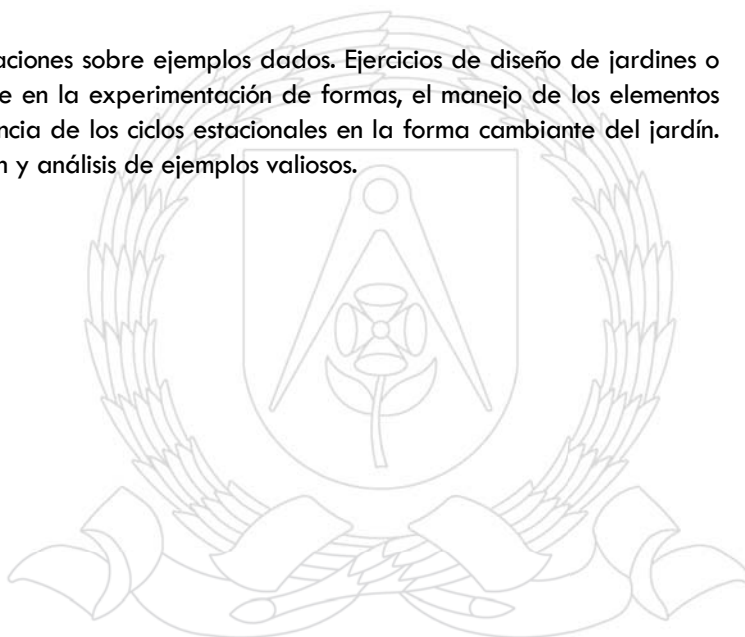 aciones sobre ejemplos dados. Ejercicios de diseño de jardines o
e en la experimentación de formas, el manejo de los elementos
ncia de los ciclos estacionales en la forma cambiante del jardín.
n y análisis de ejemplos valiosos.